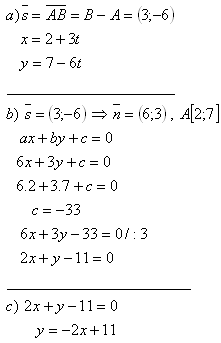 a) s̄ = A̅B̅ = B − A = (3;−6)
x = 2 + 3t
y = 7 − 6t
b) s̄ = (3;−6) ⇒ n̄ = (6;3) , A[2;7]
ax + by + c = 0
6x + 3y + c = 0
6.2 + 3.7 + c = 0
c = −33
6x + 3y − 33 = 0/ : 3
2x + y − 11 = 0
c) 2x + y − 11 = 0
y = −2x + 11